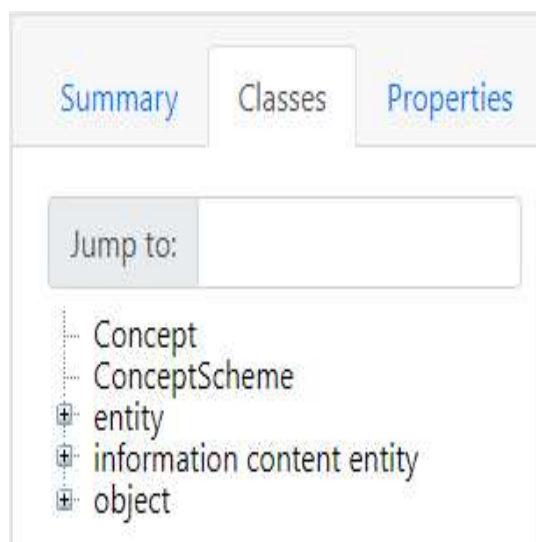 Summary Classes Properties
Jump to:
Concept
ConceptScheme
entity
information content entity
object